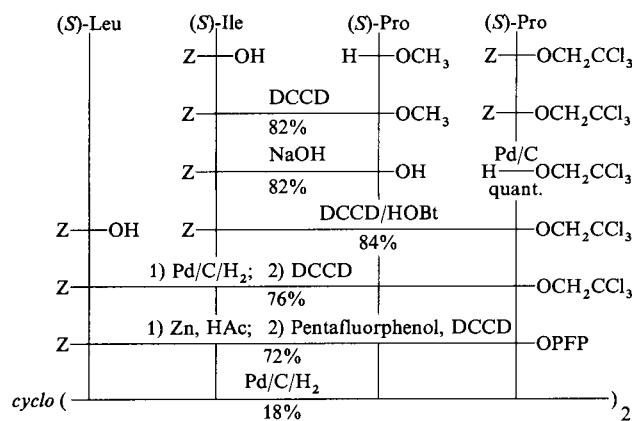 (S)-Leu (S)-Ile (S)-Pro (S)-Pro
Z OH H OCH3 Z OCH2CCl3
DCCD
Z OCH3 Z OCH2CCl3
82%
NaOH Pd/C
Z OH H OCH2CCl3
82% quant.
DCCD/HOBt
Z OH Z OCH2CCl3
84%
1) Pd/C/H2; 2) DCCD
Z OCH2CCl3
76%
1) Zn, HAc; 2) Pentafluorphenol, DCCD
Z OPFP
72%
Pd/C/H2
cyclo ( )2
18%